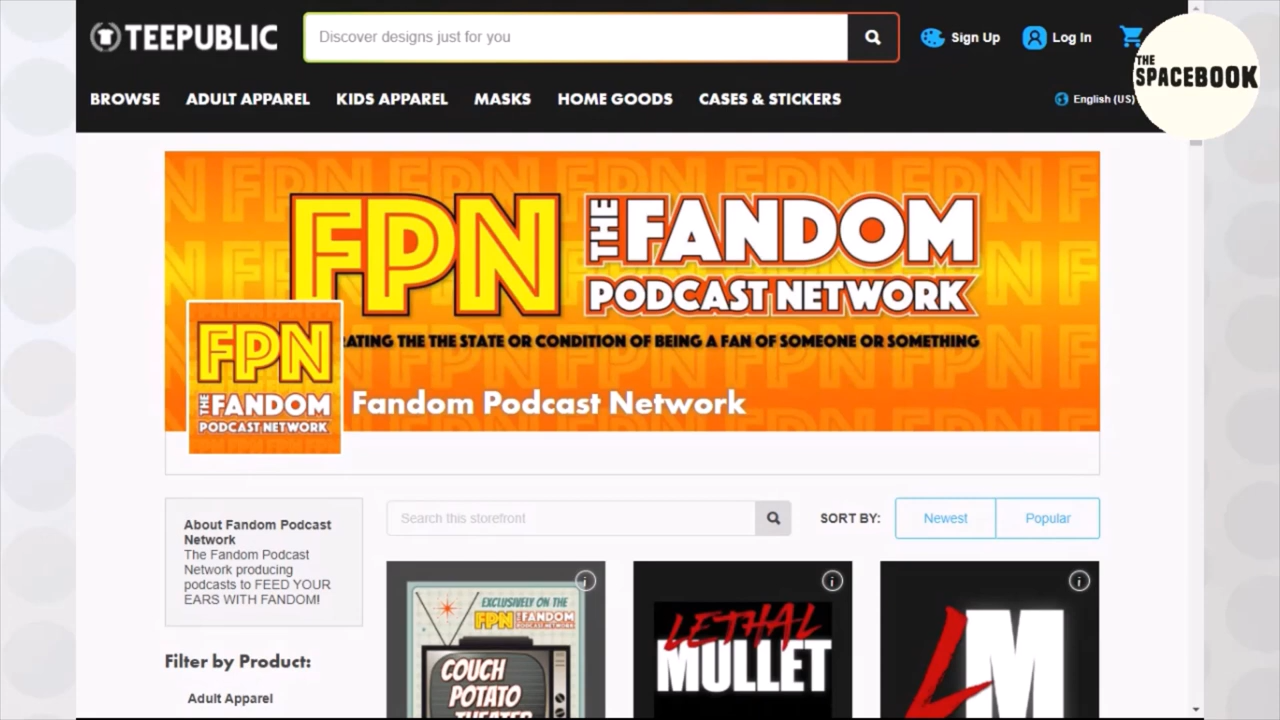 TEEPUBLIC
Discover designs just for you
Sign Up
Log In
THE
SPACEBOOK
BROWSE
ADULT APPAREL
KIDS APPAREL
MASKS
HOME GOODS
CASES & STICKERS
English (US)
FPN
THE FANDOM
PODCAST NETWORK
THE THE STATE OR CONDITION OF BEING A FAN OF SOMEONE OR SOMETHING
FPN
THE FANDOM
PODCAST NETWORK
Fandom Podcast Network
About Fandom Podcast
Network
The Fandom Podcast
Network producing
podcasts to FEED YOUR
EARS WITH FANDOM!
Search this storefront
SORT BY:
Newest
Popular
EXCLUSIVELY ON THE
FPN THE FANDOM
PODCAST NETWORK
COUCH
POTATO
THEATER
LETHAL
MULLET
LM
Filter by Product:
Adult Apparel